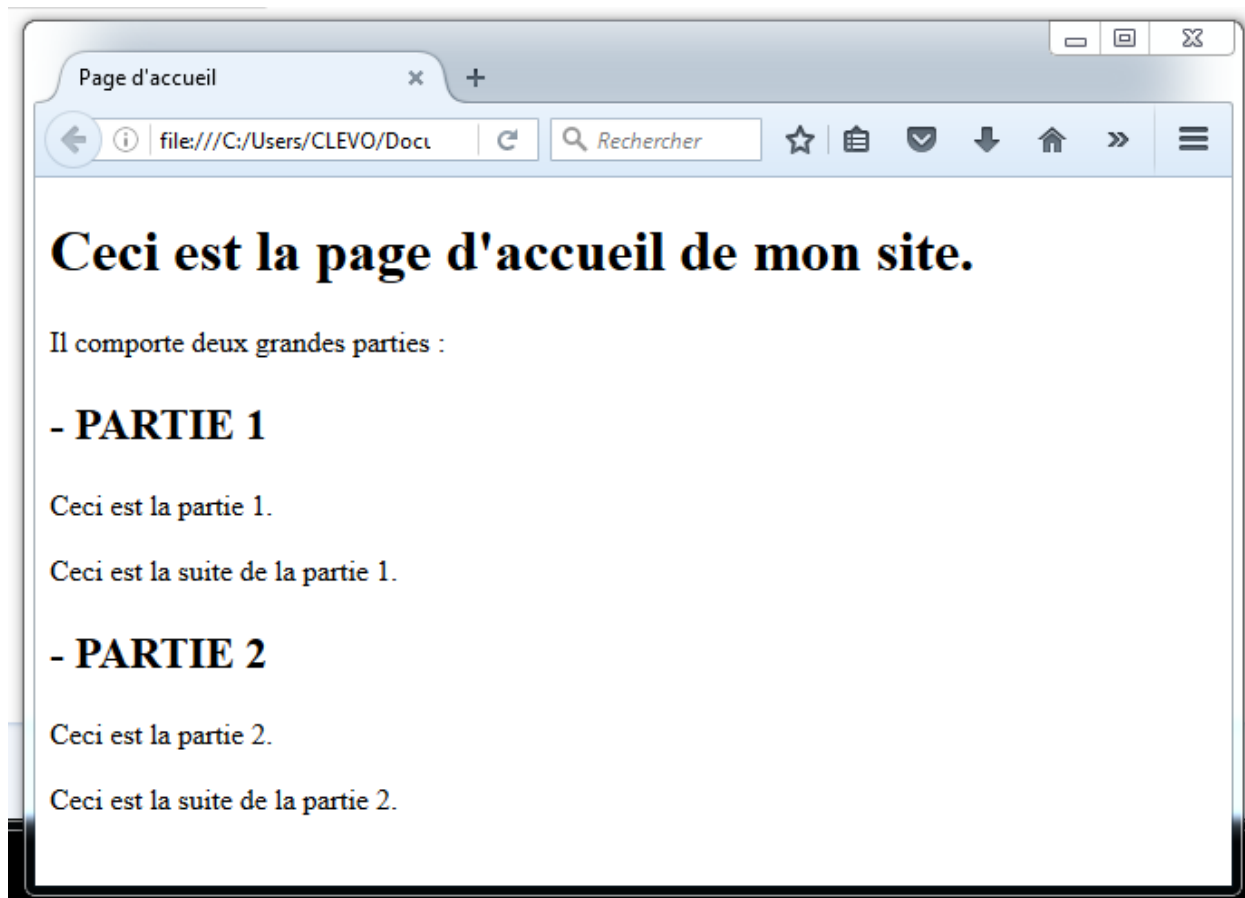 Page d'accueil
file:///C:/Users/CLEVO/Docu
Rechercher
Ceci est la page d'accueil de mon site.
Il comporte deux grandes parties :
- PARTIE 1
Ceci est la partie 1.
Ceci est la suite de la partie 1.
- PARTIE 2
Ceci est la partie 2.
Ceci est la suite de la partie 2.